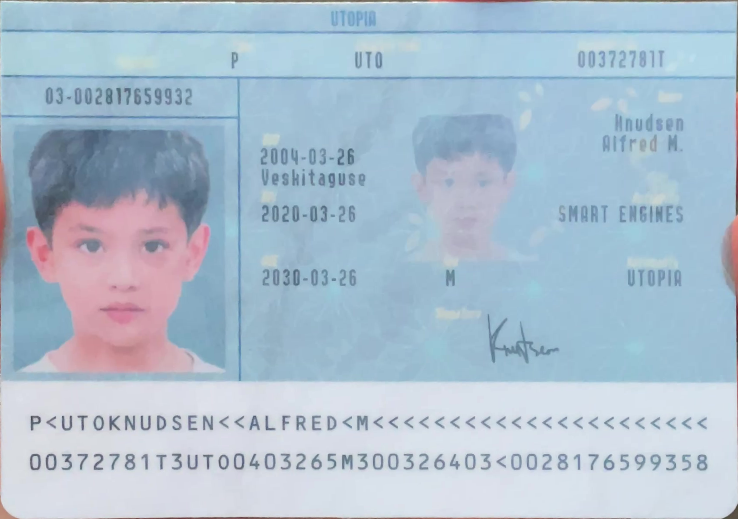 UTOPIA
P UTO 00372781T
03-002817659932
Knudsen
Alfred M.
2004-03-26
Veskitaguse
2020-03-26 SMART ENGINES
2030-03-26 M UTOPIA
Knutsen
P<UTOKNUDSEN<<ALFRED<M<<<<<<<<<<<<<<<<<<<<<<
00372781T3UTO0403265M300326403<0028176599358